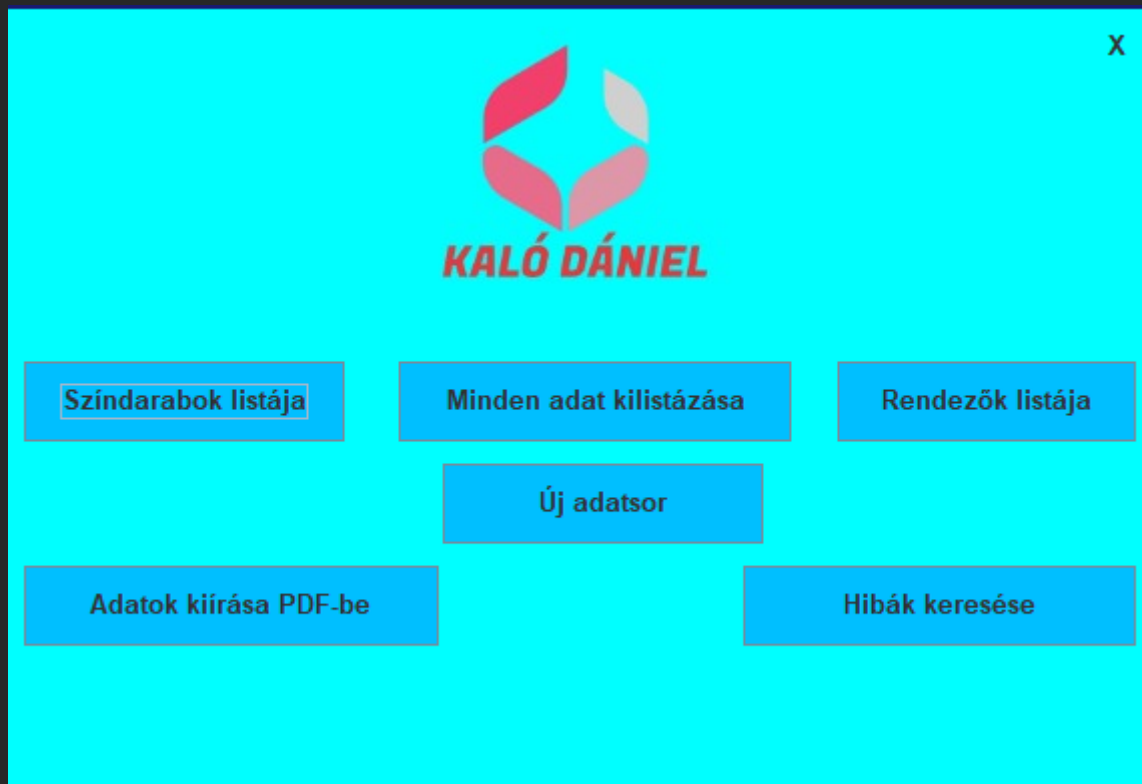 X
KALÓ DÁNIEL
Színdarabok listája
Minden adat kilistázása
Rendezők listája
Új adatsor
Adatok kiírása PDF-be
Hibák keresése